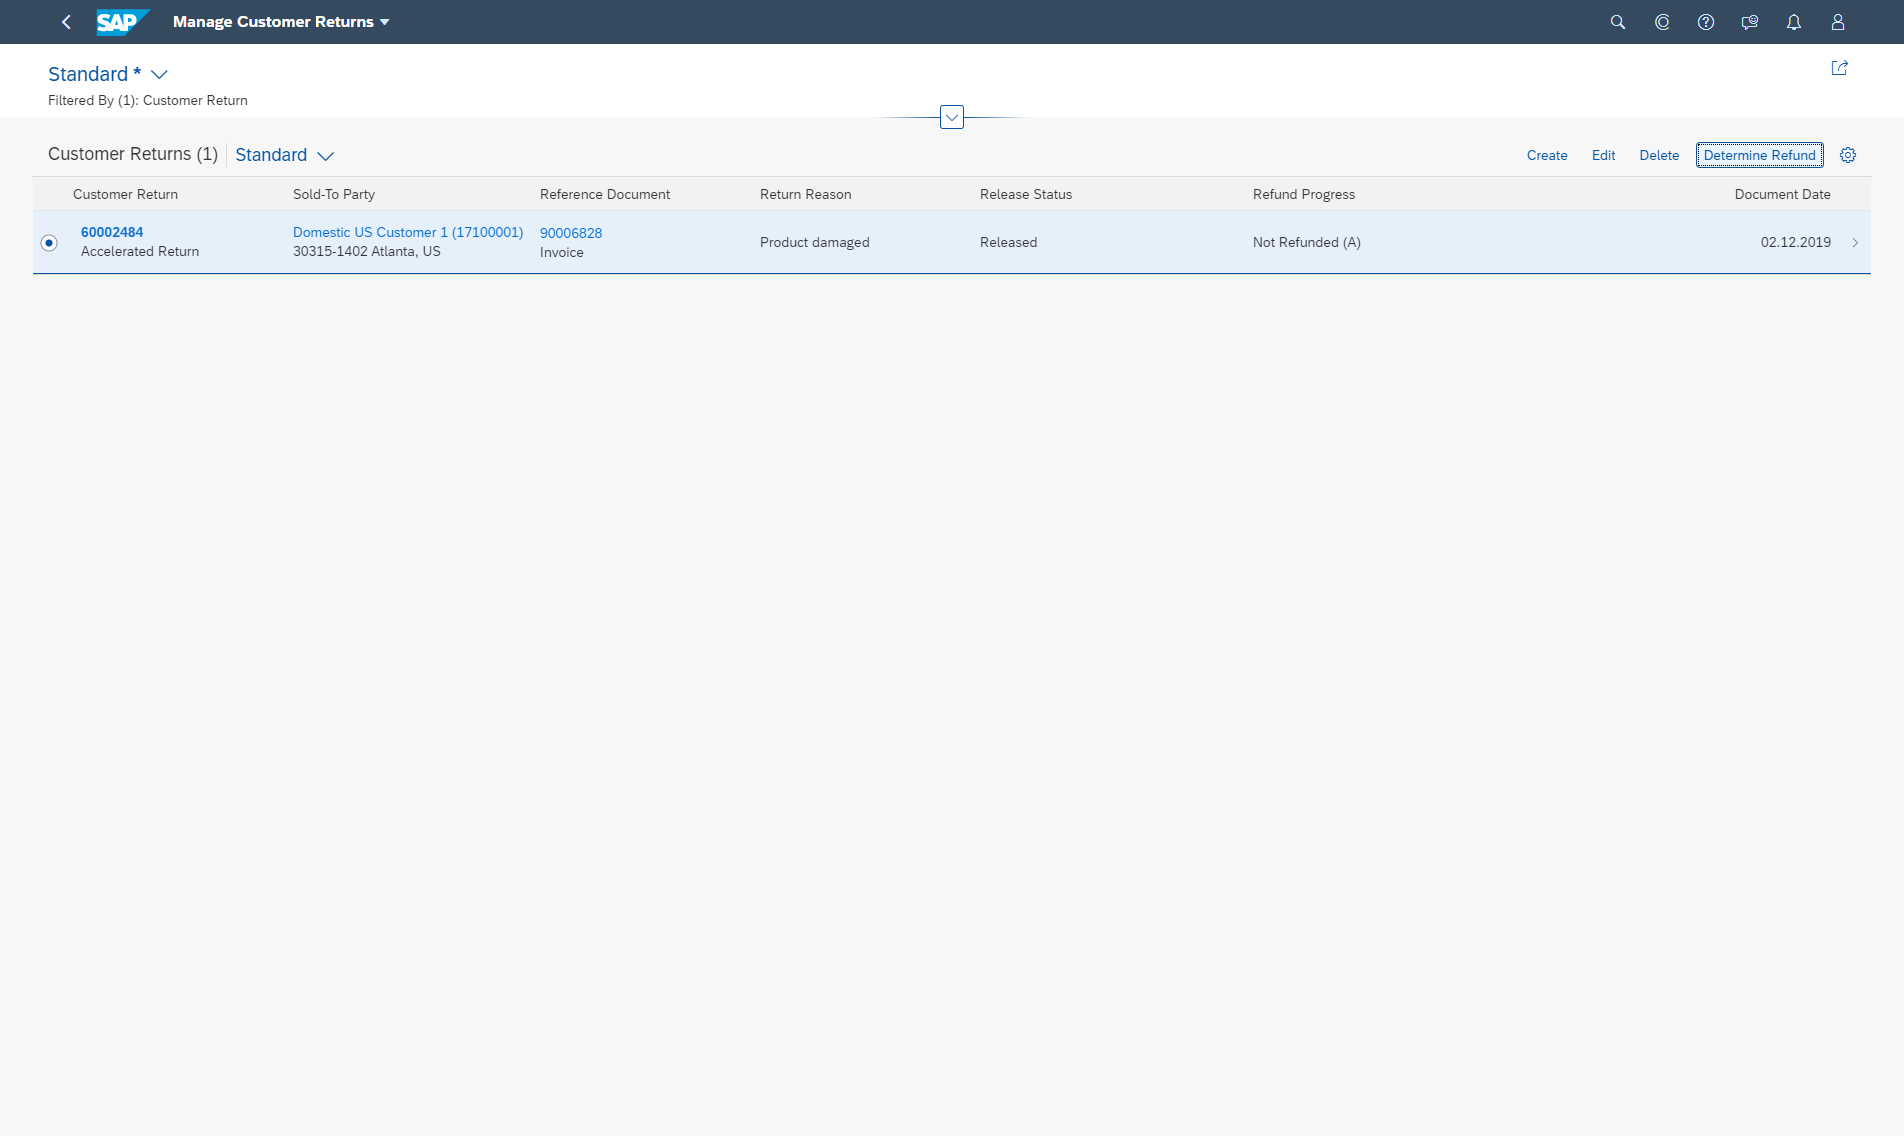 SAP Manage Customer Returns
Standard *
Filtered By (1): Customer Return
Customer Returns (1) Standard Create Edit Delete Determine Refund
Customer Return Sold-To Party Reference Document Return Reason Release Status Refund Progress Document Date
60002484 Domestic US Customer 1 (17100001) 90006828 Product damaged Released Not Refunded (A) 02.12.2019
Accelerated Return 30315-1402 Atlanta, US Invoice